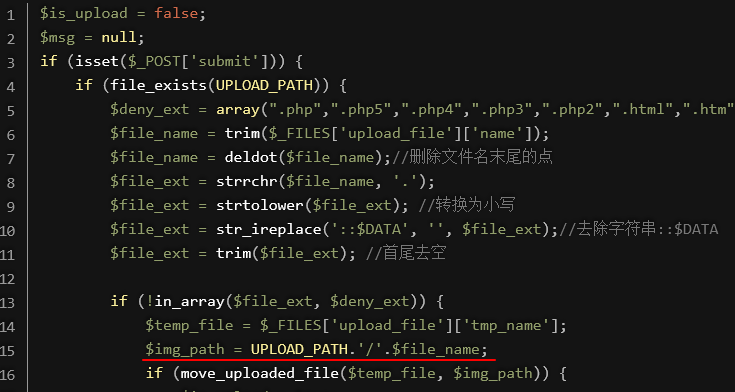 1 $is_upload = false;
2 $msg = null;
3 if (isset($_POST['submit'])) {
4 if (file_exists(UPLOAD_PATH)) {
5 $deny_ext = array(".php",".php5",".php4",".php3",".php2",".html",".htm"
6 $file_name = trim($_FILES['upload_file']['name']);
7 $file_name = deldot($file_name);//删除文件名末尾的点
8 $file_ext = strrchr($file_name, '.');
9 $file_ext = strtolower($file_ext); //转换为小写
10 $file_ext = str_ireplace('::$DATA', '', $file_ext);//去除字符串::$DATA
11 $file_ext = trim($file_ext); //首尾去空
12
13 if (!in_array($file_ext, $deny_ext)) {
14 $temp_file = $_FILES['upload_file']['tmp_name'];
15 $img_path = UPLOAD_PATH.'/'.$file_name;
16 if (move_uploaded_file($temp_file, $img_path)) {